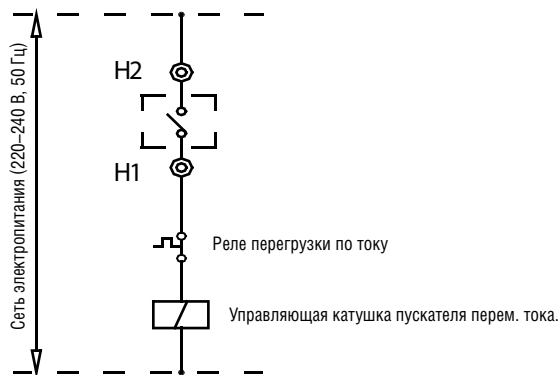 Сеть электропитания (220–240 В, 50 Гц)
H2
H1
Реле перегрузки по току
Управляющая катушка пускателя перем. тока.